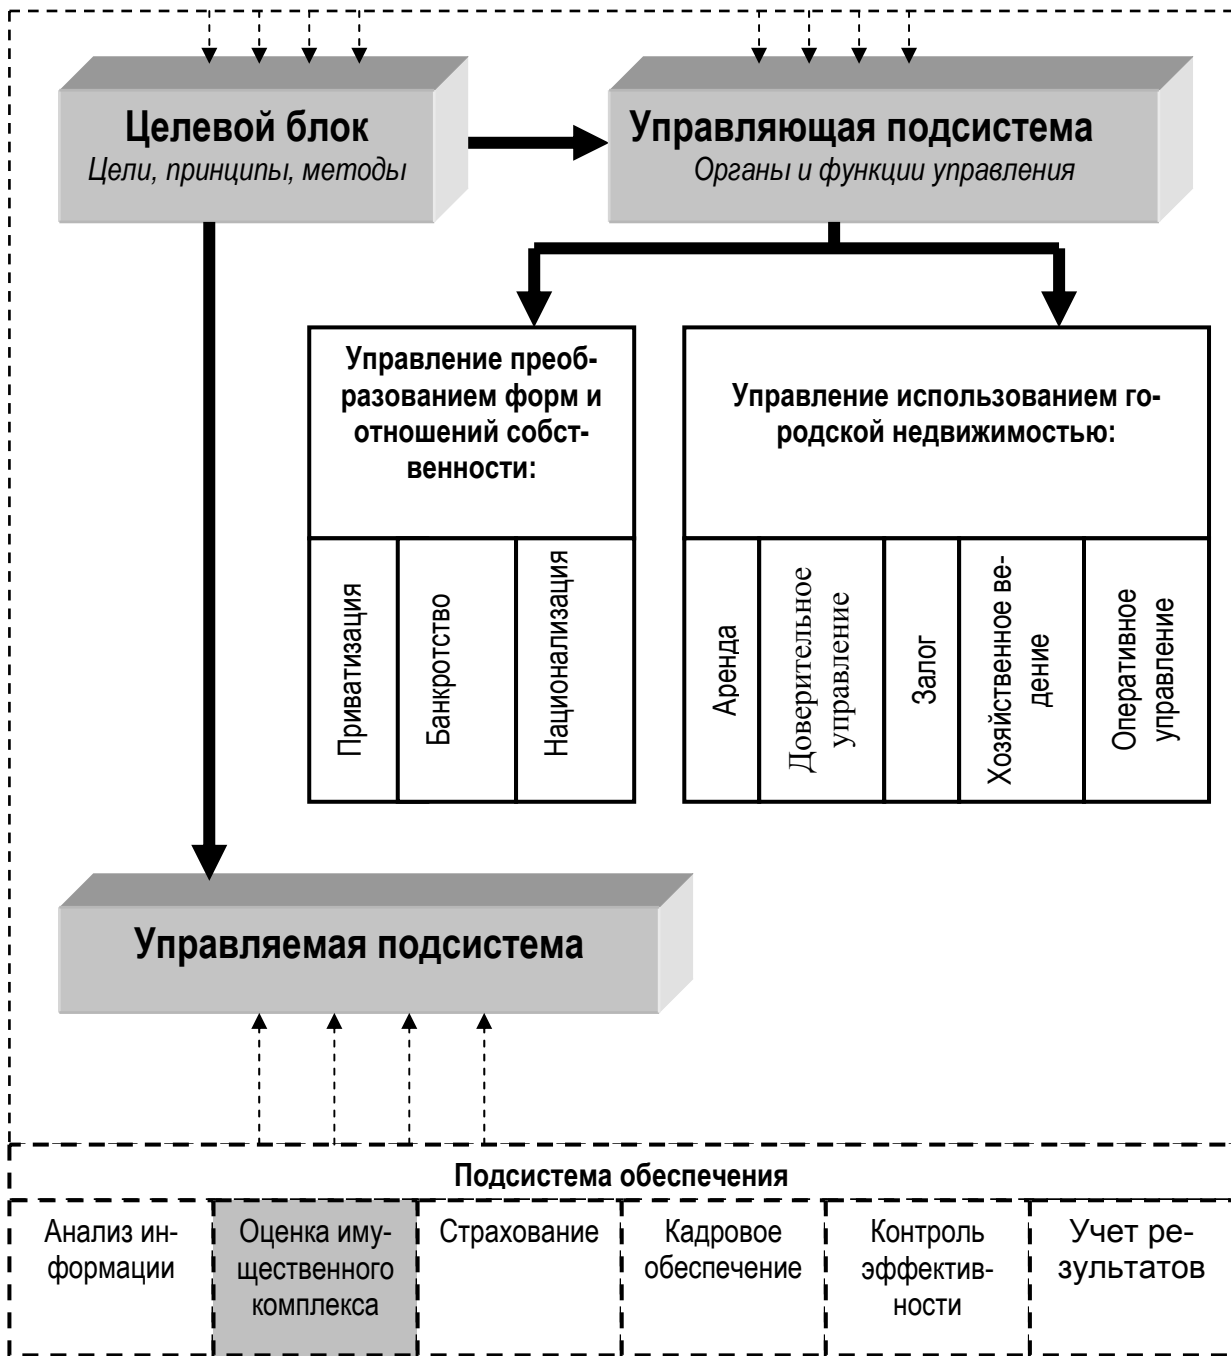 Целевой блок
Цели, принципы, методы
Управляющая подсистема
Органы и функции управления
Управление преоб-
разованием форм и
отношений собст-
венности:
Управление использованием го-
родской недвижимостью:
Приватизация
Банкротство
Национализация
Аренда
Доверительное
управление
Залог
Хозяйственное ве-
дение
Оперативное
управление
Управляемая подсистема
Подсистема обеспечения
Анализ ин-
формации
Оценка иму-
щественного
комплекса
Страхование
Кадровое
обеспечение
Контроль
эффектив-
ности
Учет ре-
зультатов